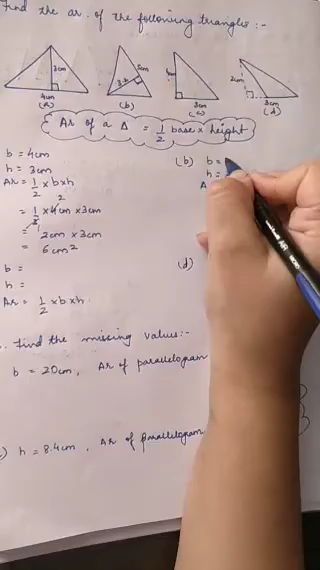 Find the Ar. of the following triangles:-
3cm
4cm
(a)
5cm
3.2
(b)
3cm
(c)
2cm
3cm
(d)
Ar of a Δ = 1/2 base × height
b = 4cm
h = 3cm
Ar = 1/2 × b × h
= 1/2 × 4cm × 3cm
2
= 2cm × 3cm
= 6cm²
(b) b =
h =
A
b =
h =
Ar = 1/2 × b × h
(d)
Find the missing values:-
b = 20cm, Ar of parallelogram
) h = 8.4cm, Ar of parallelogram